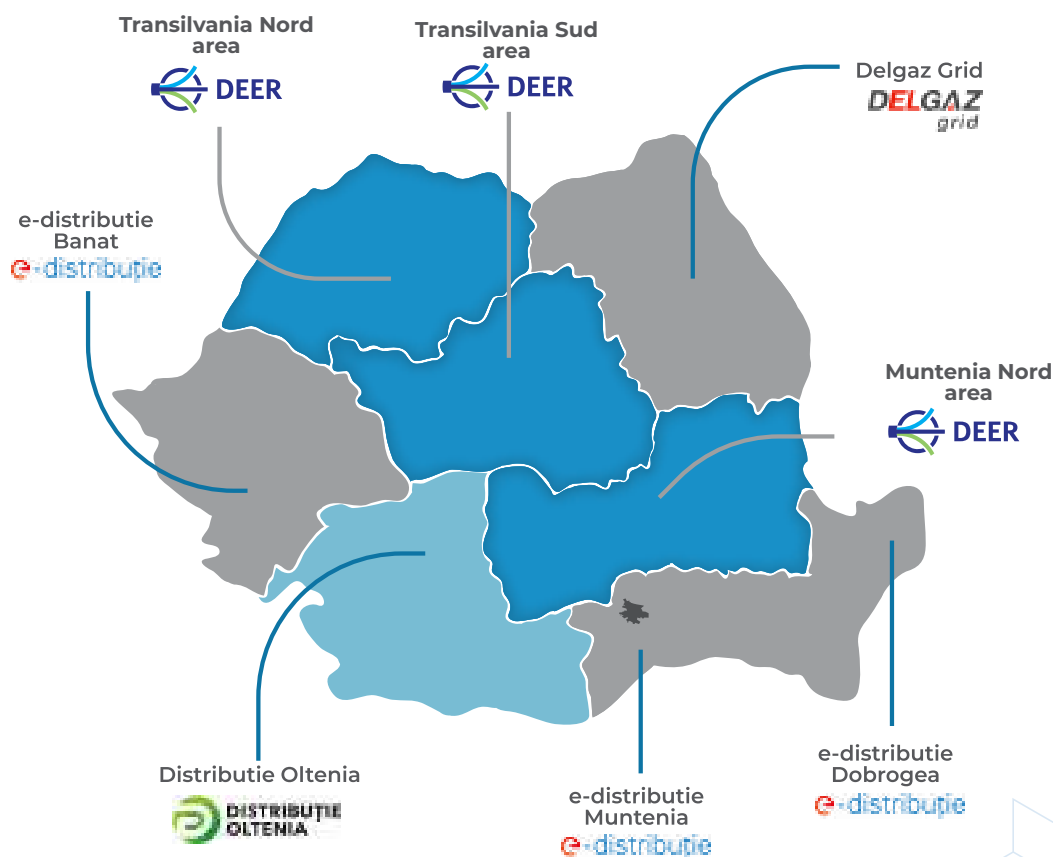 Transilvania Nord
area
DEER
Transilvania Sud
area
DEER
Delgaz Grid
DELGAZ
grid
e-distributie
Banat
e-distribuție
Muntenia Nord
area
DEER
Distributie Oltenia
DISTRIBUȚIE
OLTENIA
e-distributie
Muntenia
e-distribuție
e-distributie
Dobrogea
e-distribuție